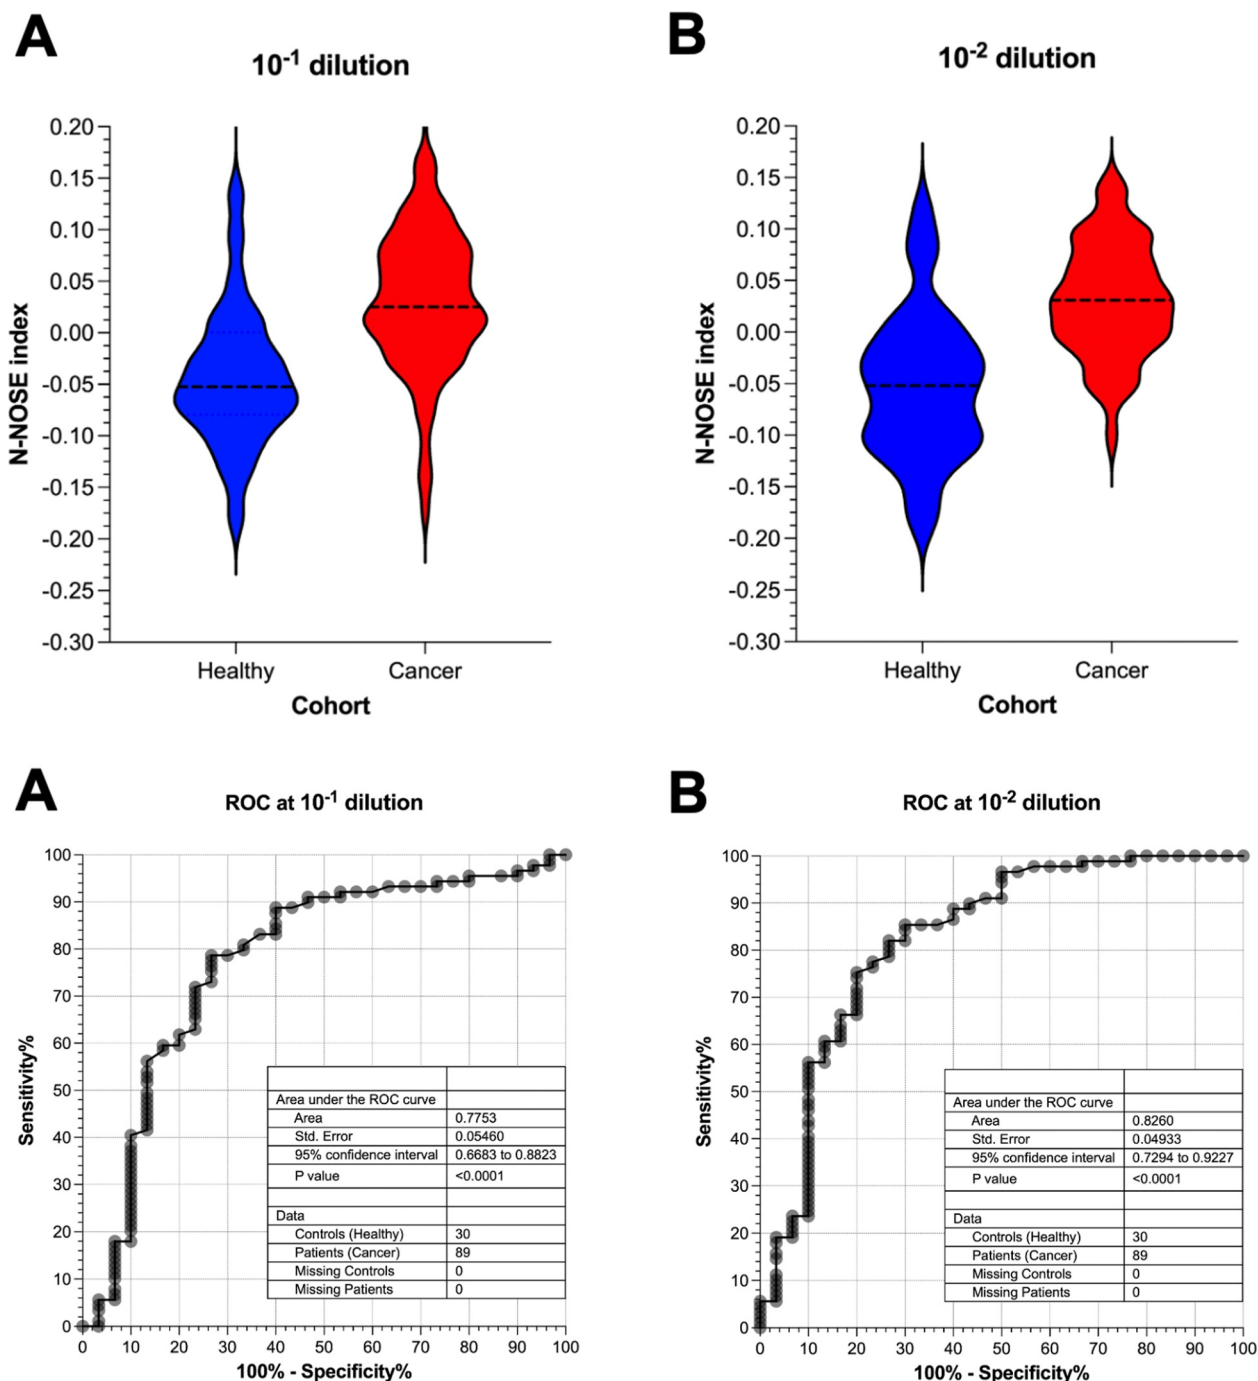 A
10-1 dilution
N-NOSE index
0.20
0.15
0.10
0.05
0.00
-0.05
-0.10
-0.15
-0.20
-0.25
-0.30
Healthy
Cancer
Cohort
B
10-2 dilution
N-NOSE index
0.20
0.15
0.10
0.05
0.00
-0.05
-0.10
-0.15
-0.20
-0.25
-0.30
Healthy
Cancer
Cohort
A
ROC at 10-1 dilution
Sensitivity%
100
90
80
70
60
50
40
30
20
10
0
Area under the ROC curve
Area 0.7753
Std. Error 0.05460
95% confidence interval 0.6683 to 0.8823
P value <0.0001
Data
Controls (Healthy) 30
Patients (Cancer) 89
Missing Controls 0
Missing Patients 0
0 10 20 30 40 50 60 70 80 90 100
100% - Specificity%
B
ROC at 10-2 dilution
Sensitivity%
100
90
80
70
60
50
40
30
20
10
0
Area under the ROC curve
Area 0.8260
Std. Error 0.04933
95% confidence interval 0.7294 to 0.9227
P value <0.0001
Data
Controls (Healthy) 30
Patients (Cancer) 89
Missing Controls 0
Missing Patients 0
0 10 20 30 40 50 60 70 80 90 100
100% - Specificity%